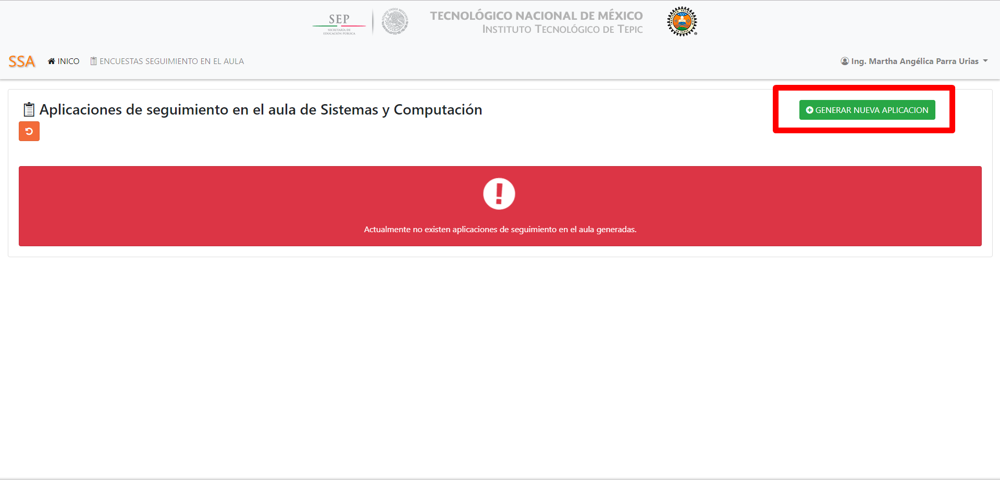 SEP
SECRETARÍA DE
EDUCACIÓN PÚBLICA
TECNOLÓGICO NACIONAL DE MÉXICO
INSTITUTO TECNOLÓGICO DE TEPIC
SSA
INICO
ENCUESTAS SEGUIMIENTO EN EL AULA
Ing. Martha Angélica Parra Urias
Aplicaciones de seguimiento en el aula de Sistemas y Computación
GENERAR NUEVA APLICACION
Actualmente no existen aplicaciones de seguimiento en el aula generadas.